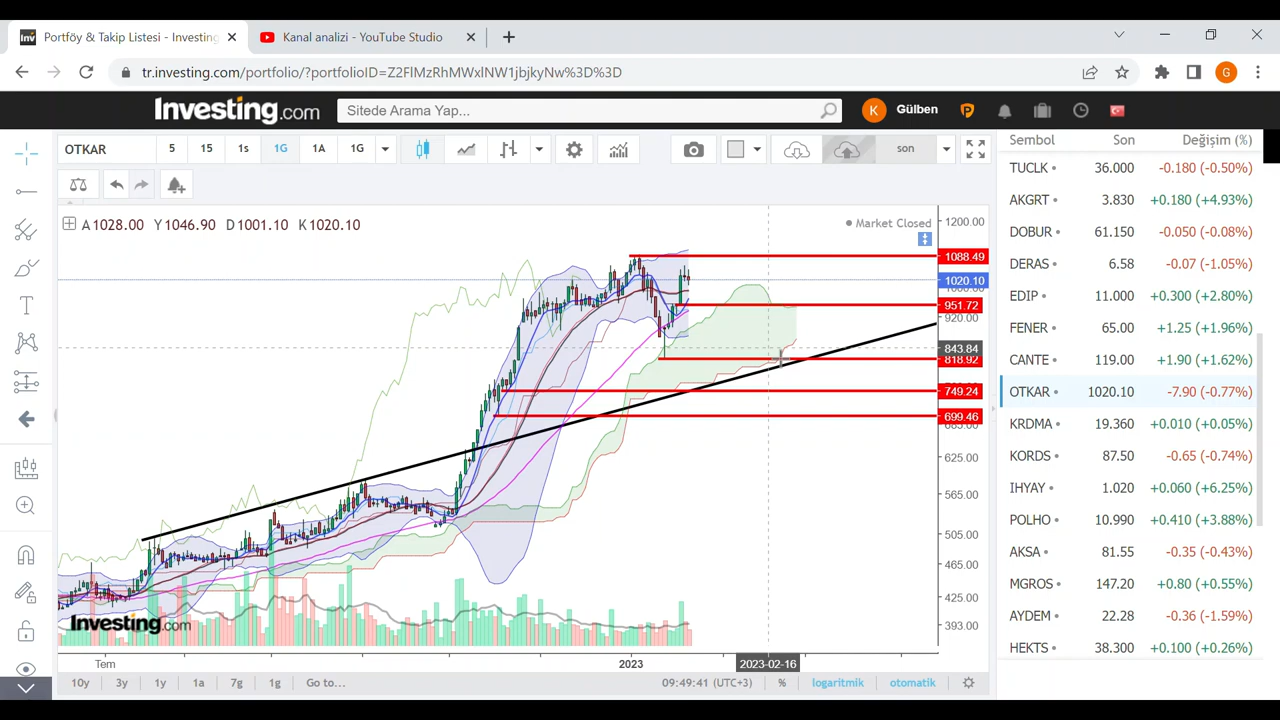 Portföy & Takip Listesi - Investing
Kanal analizi - YouTube Studio
tr.investing.com/portfolio/?portfolioID=Z2FlMzRhMWxlNW1jbjkyNw%3D%3D
G
Investing.com
Sitede Arama Yap...
K
Gülben
OTKAR
5
15
1s
1G
1A
1G
son
A1028.00 Y1046.90 D1001.10 K1020.10
Market Closed
1200.00
1088.49
1020.10
951.72
920.00
843.84
818.92
749.24
699.46
625.00
565.00
505.00
465.00
425.00
393.00
Investing.com
Tem
2023
2023-02-16
10y
3y
1y
1a
7g
1g
Go to...
09:49:41 (UTC+3)
%
logaritmik
otomatik
Sembol Son Değişim (%)
TUCLK 36.000 -0.180 (-0.50%)
AKGRT 3.830 +0.180 (+4.93%)
DOBUR 61.150 -0.050 (-0.08%)
DERAS 6.58 -0.07 (-1.05%)
EDIP 11.000 +0.300 (+2.80%)
FENER 65.00 +1.25 (+1.96%)
CANTE 119.00 +1.90 (+1.62%)
OTKAR 1020.10 -7.90 (-0.77%)
KRDMA 19.360 +0.010 (+0.05%)
KORDS 87.50 -0.65 (-0.74%)
IHYAY 1.020 +0.060 (+6.25%)
POLHO 10.990 +0.410 (+3.88%)
AKSA 81.55 -0.35 (-0.43%)
MGROS 147.20 +0.80 (+0.55%)
AYDEM 22.28 -0.36 (-1.59%)
HEKTS 38.300 +0.100 (+0.26%)